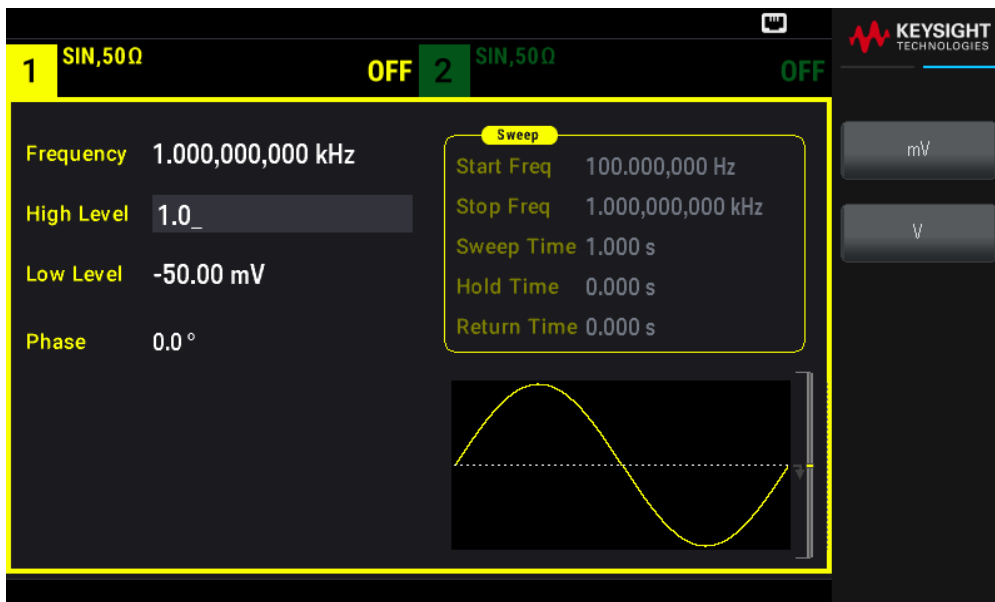 KEYSIGHT
TECHNOLOGIES
1 SIN,50Ω OFF 2 SIN,50Ω OFF
Frequency 1.000,000,000 kHz
High Level 1.0_
Low Level -50.00 mV
Phase 0.0 °
Sweep
Start Freq 100.000,000 Hz
Stop Freq 1.000,000,000 kHz
Sweep Time 1.000 s
Hold Time 0.000 s
Return Time 0.000 s
mV
V